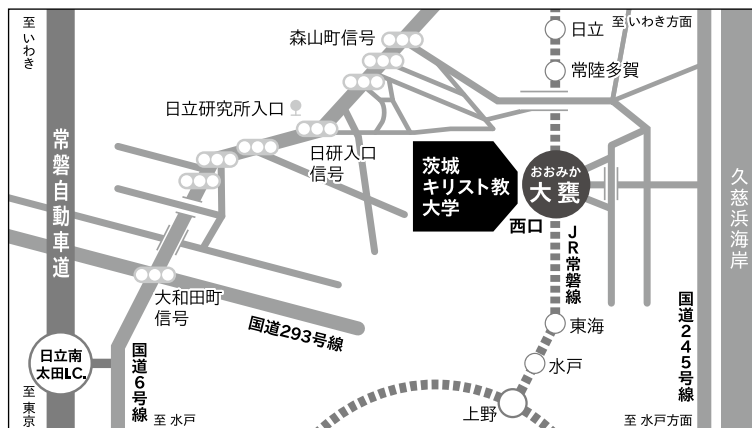 至いわき
森山町信号
日立
至いわき方面
常陸多賀
日立研究所入口
日研入口
信号
茨城
キリスト教
大学
おおみか
大甕
西口
常磐自動車道
久慈浜海岸
JR常磐線
大和田町
信号
国道293号線
国道245号線
東海
日立南
太田I.C.
国道6号線
水戸
上野
至東京
至 水戸
至 水戸方面